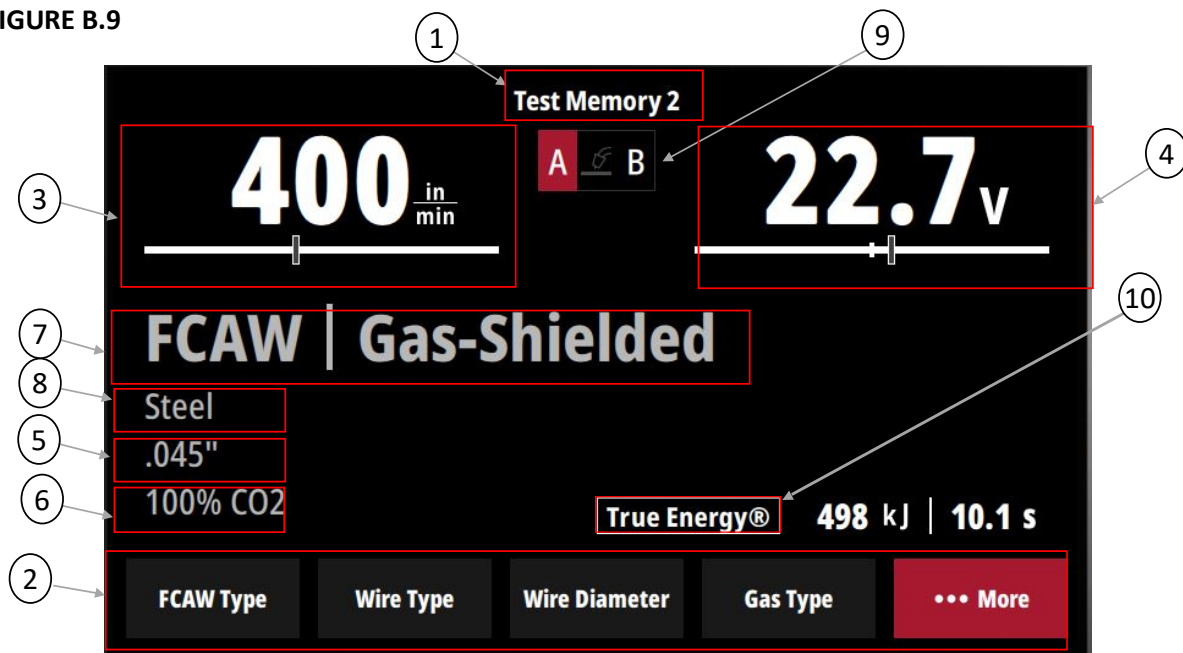 IGURE B.9
1
9
Test Memory 2
A B
3
400 in/min
22.7 V
4
10
7
FCAW | Gas-Shielded
8
Steel
5
.045"
6
100% CO2
True Energy® 498 kJ | 10.1 s
2
FCAW Type Wire Type Wire Diameter Gas Type ••• More